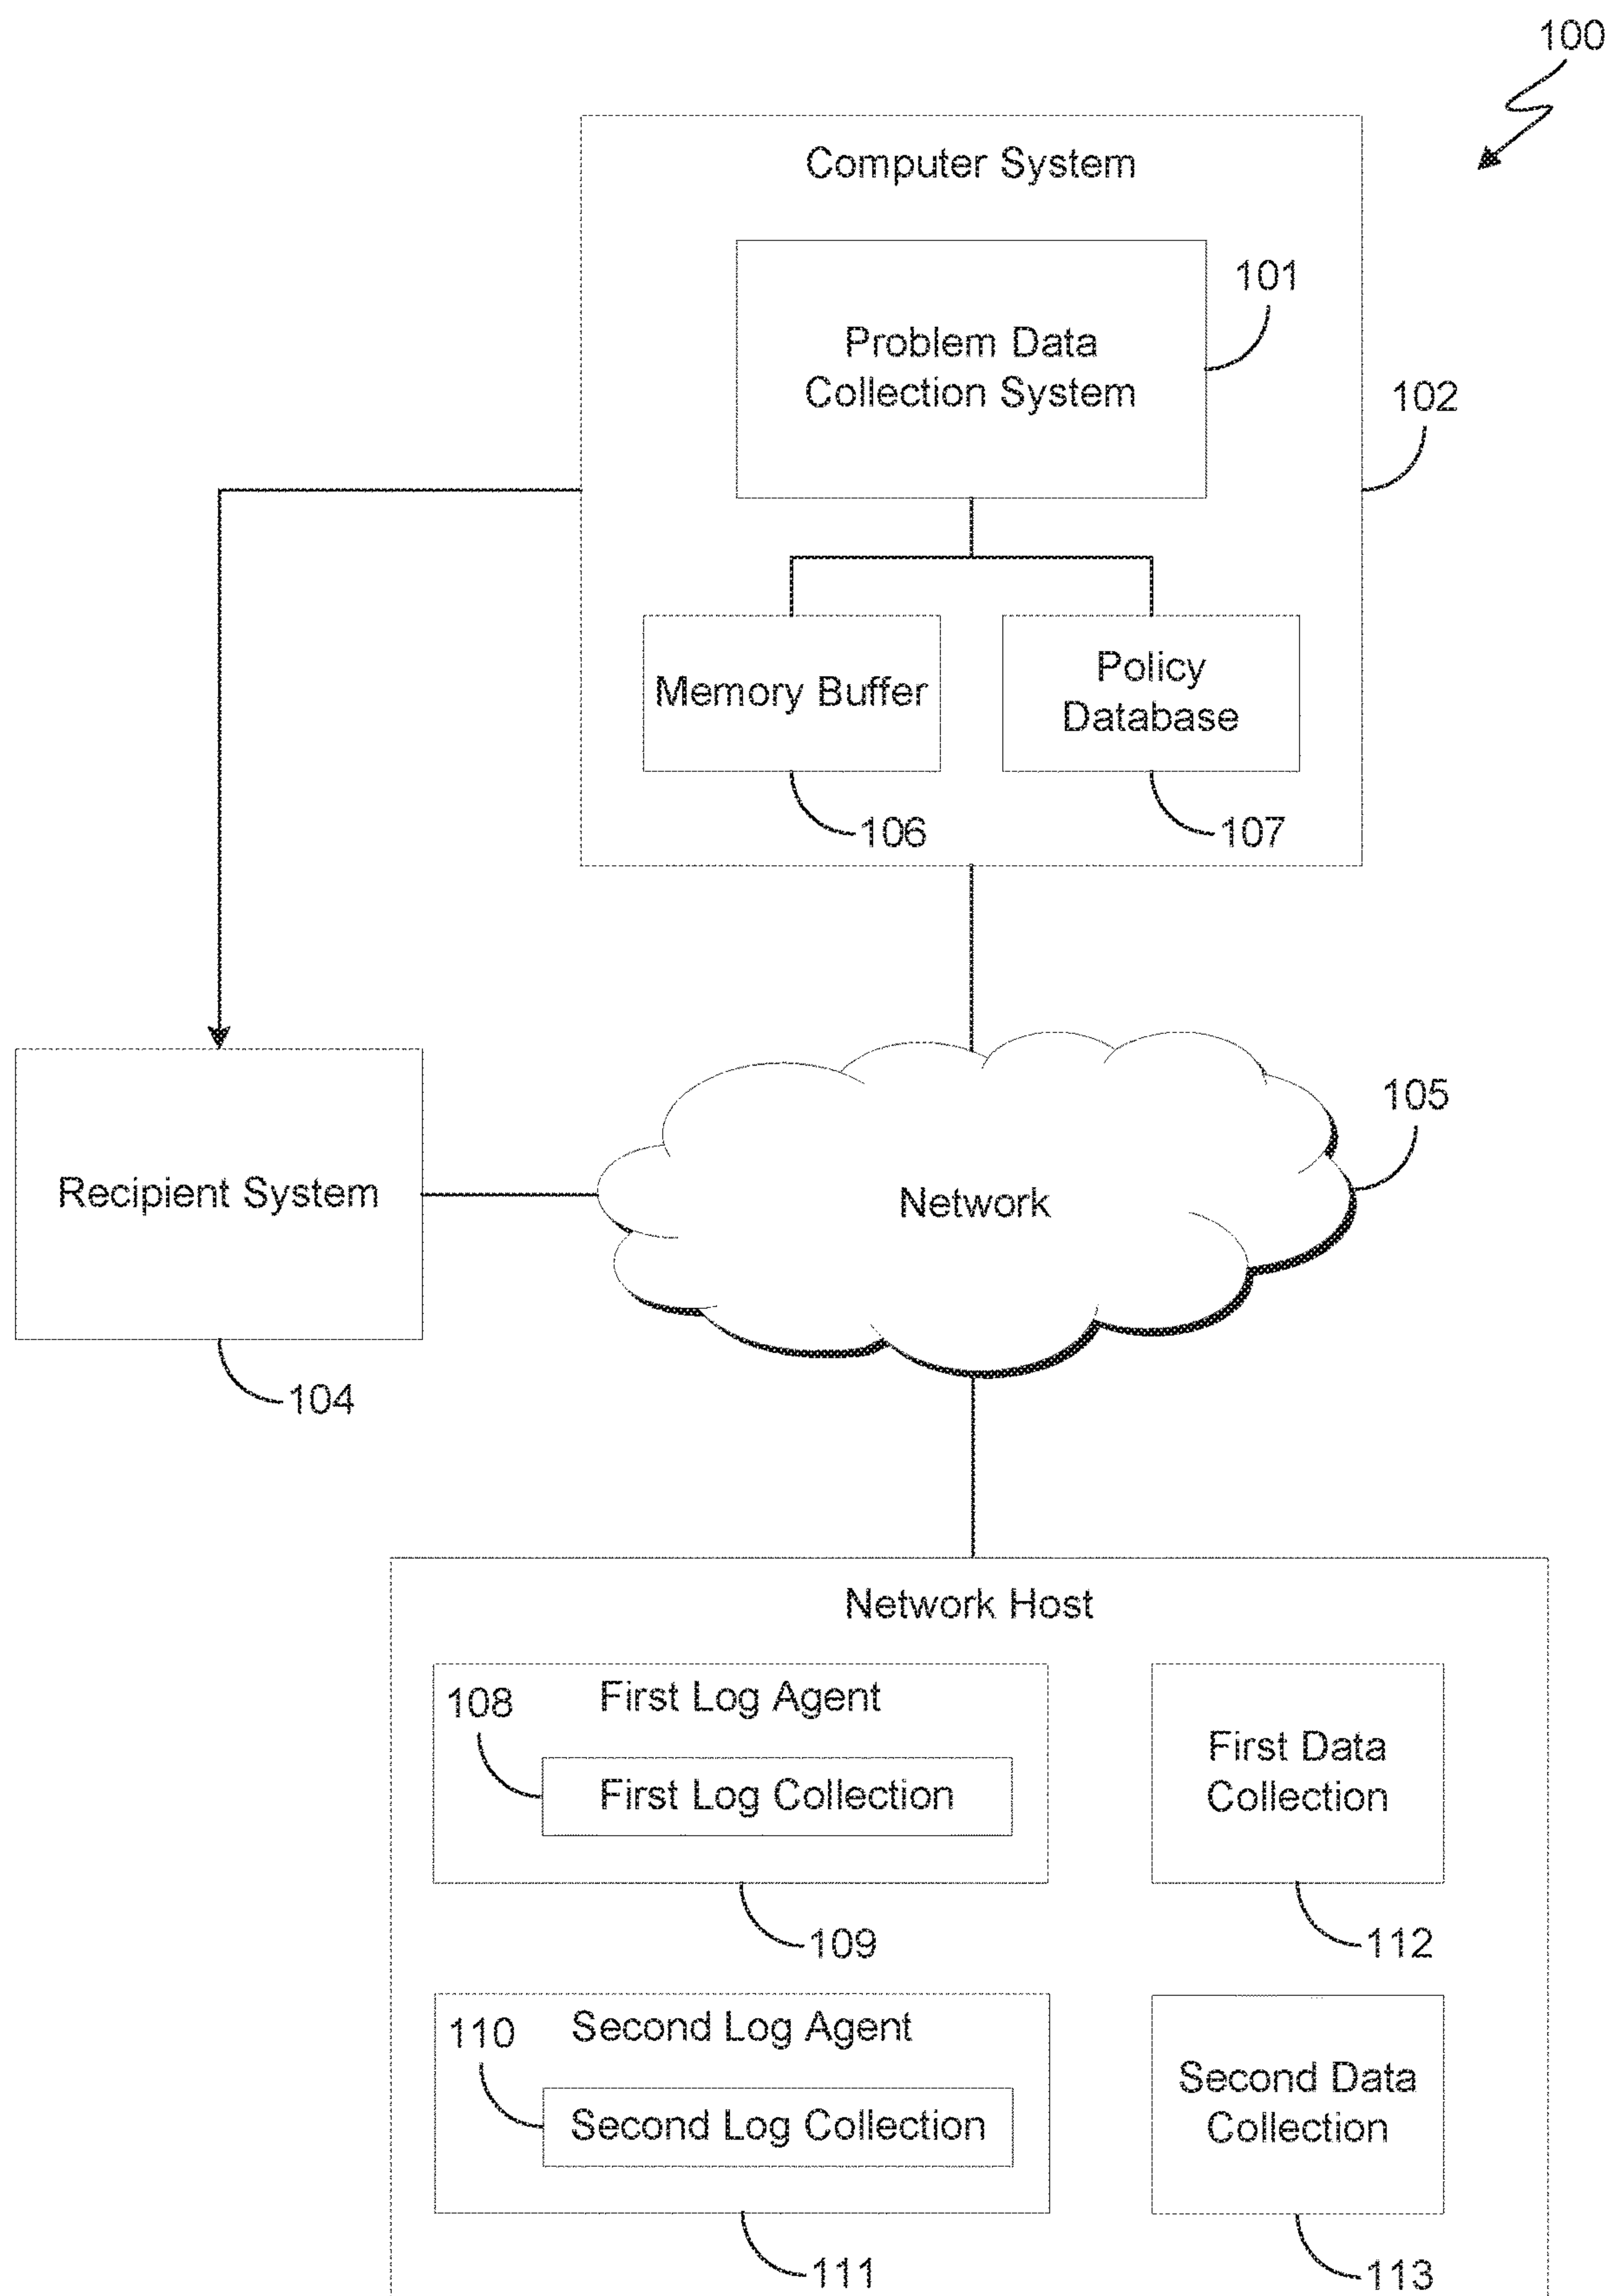 100
Computer System
101
Problem Data
Collection System
102
Memory Buffer
Policy
Database
106
107
105
Recipient System
Network
104
Network Host
108
First Log Agent
First Log Collection
First Data
Collection
109
112
110
Second Log Agent
Second Log Collection
Second Data
Collection
111
113